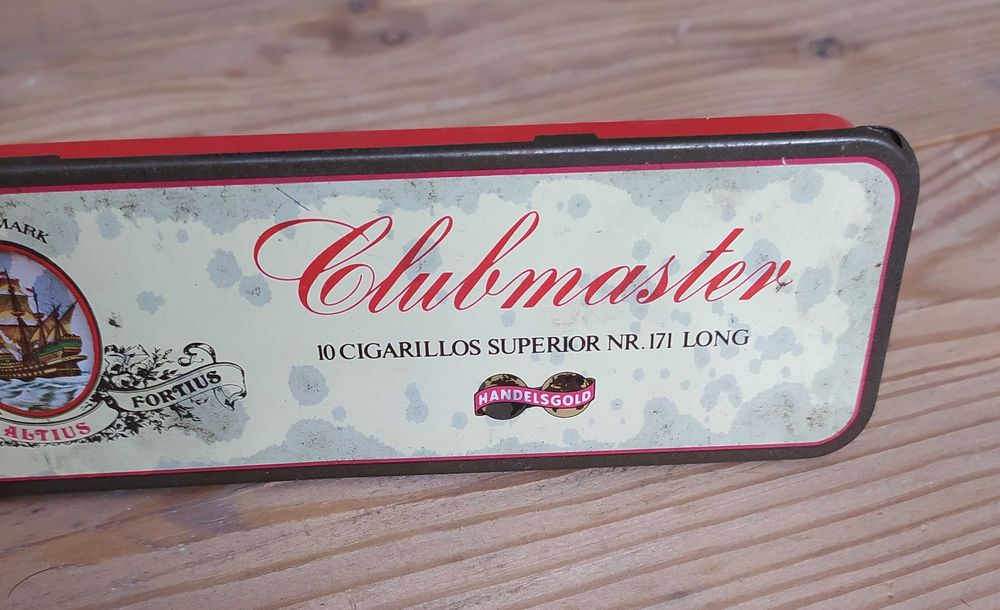 MARK
Clubmaster
10 CIGARILLOS SUPERIOR NR. 171 LONG
HANDELSGOLD
ALTIUS FORTIUS